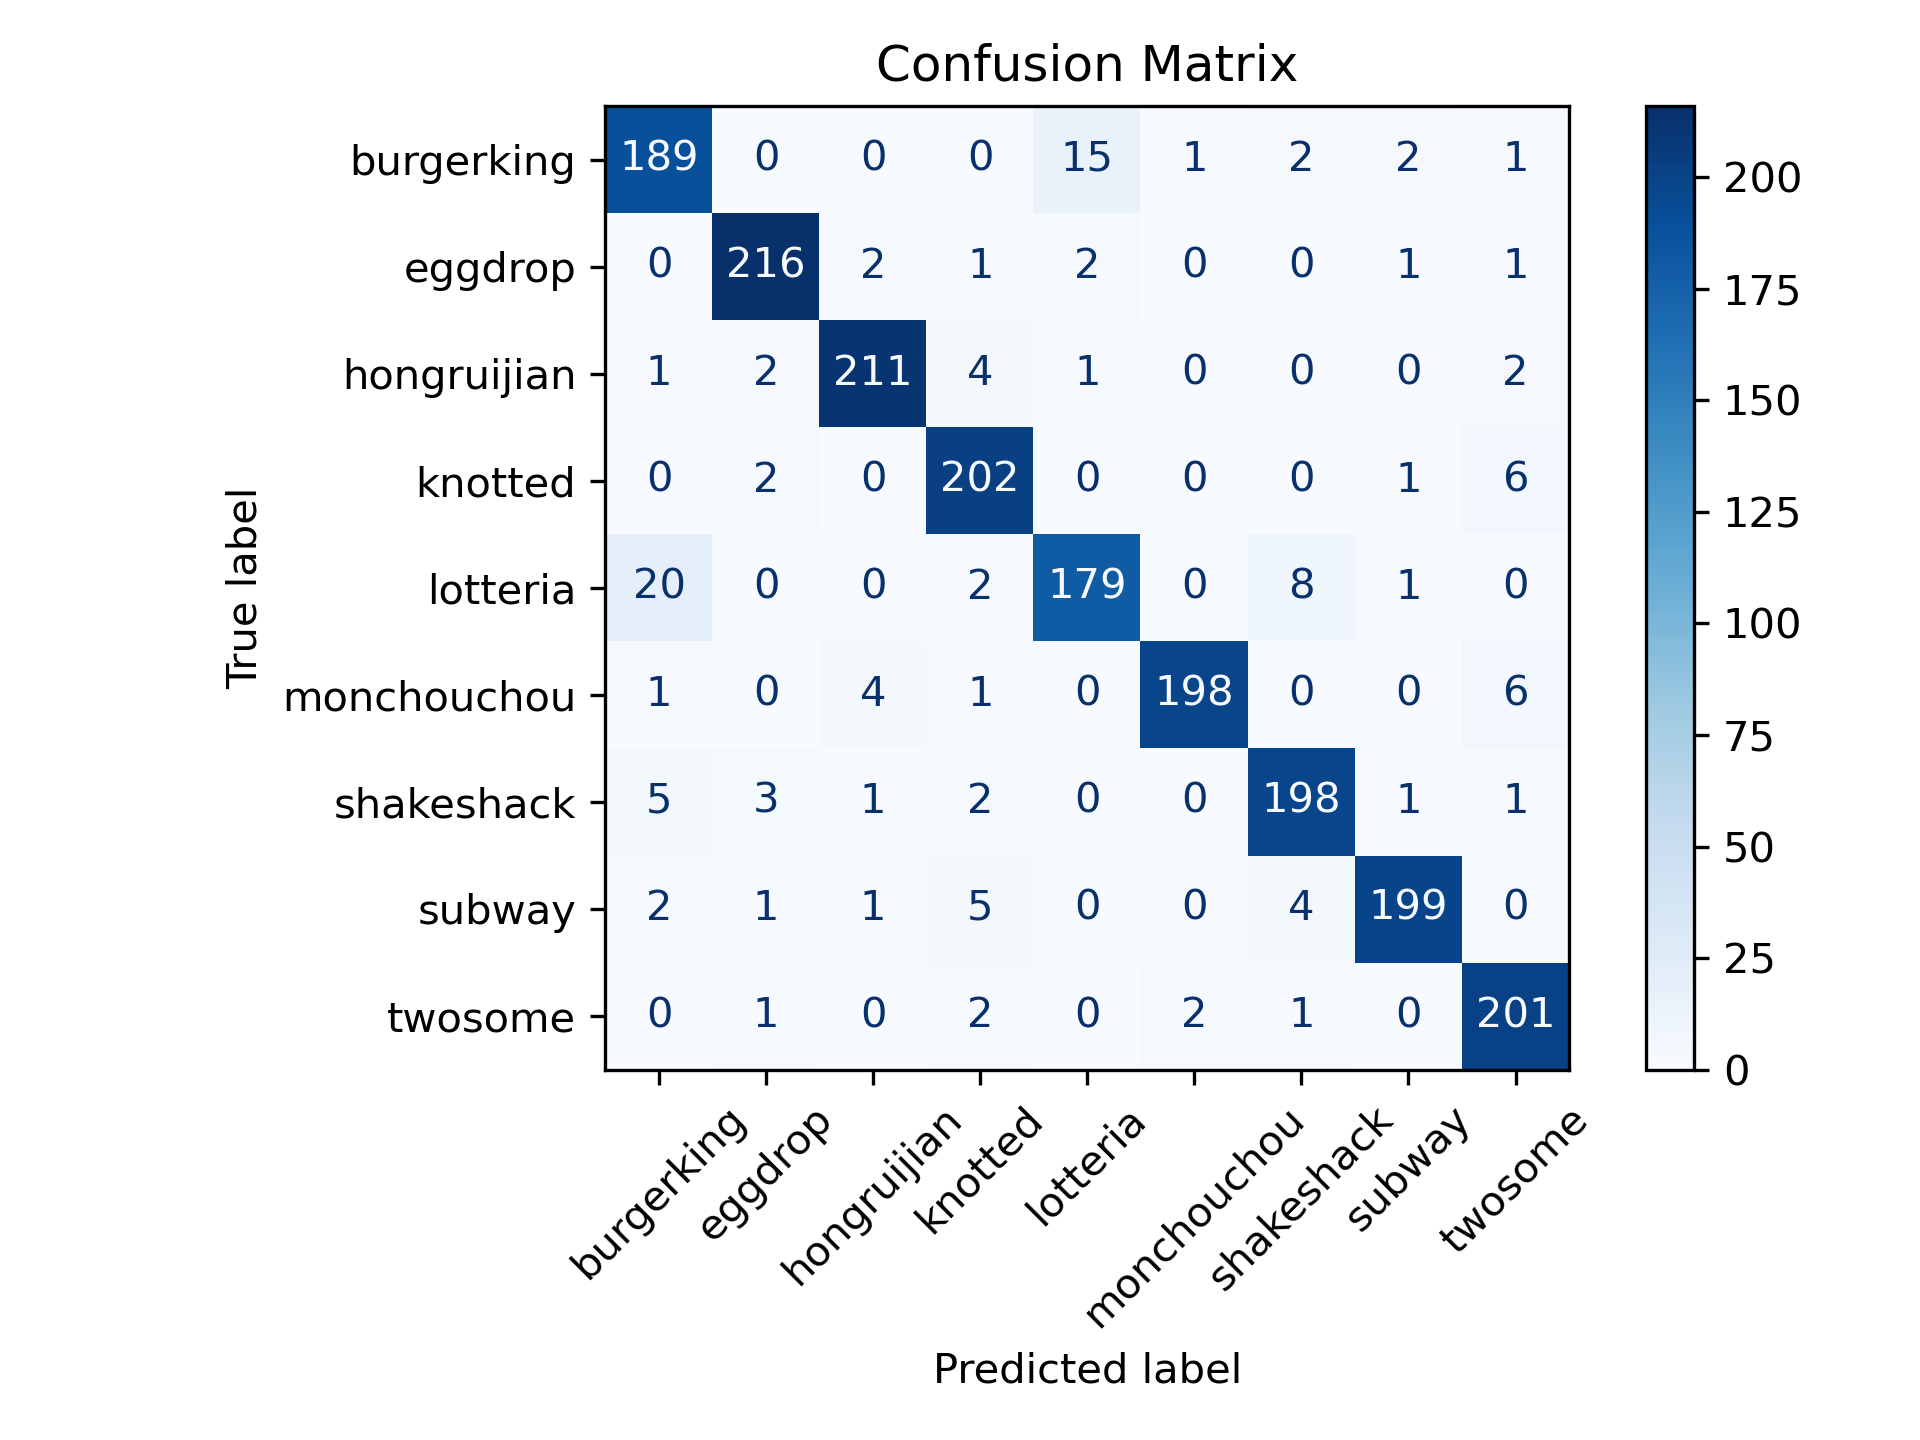 Confusion Matrix
burgerking 189 0 0 0 15 1 2 2 1
eggdrop 0 216 2 1 2 0 0 1 1
hongruijian 1 2 211 4 1 0 0 0 2
knotted 0 2 0 202 0 0 0 1 6
lotteria 20 0 0 2 179 0 8 1 0
monchouchou 1 0 4 1 0 198 0 0 6
shakeshack 5 3 1 2 0 0 198 1 1
subway 2 1 1 5 0 0 4 199 0
twosome 0 1 0 2 0 2 1 0 201
True label
burgerking
eggdrop
hongruijian
knotted
lotteria
monchouchou
shakeshack
subway
twosome
Predicted label
200
175
150
125
100
75
50
25
0